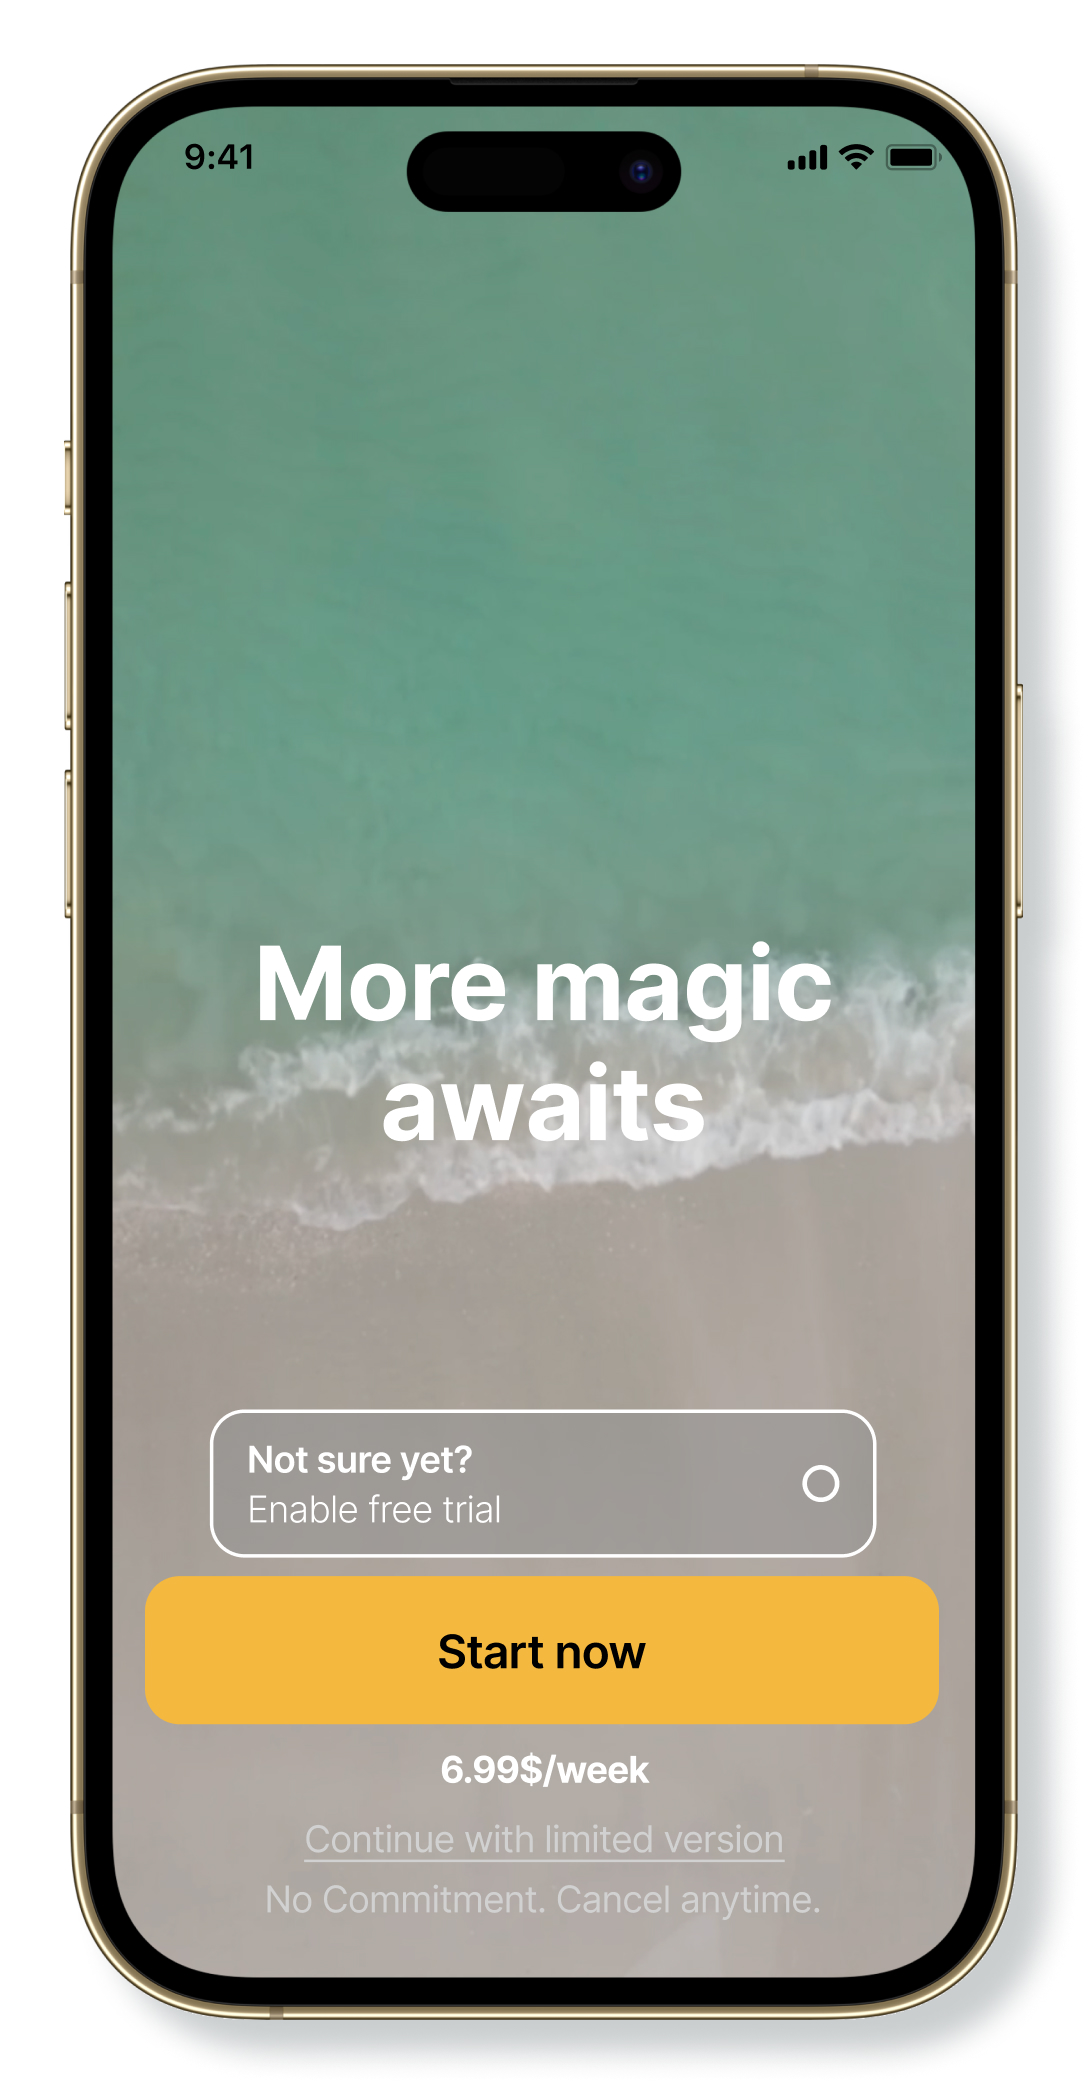 9:41
More magic
awaits
Not sure yet?
Enable free trial
Start now
6.99$/week
Continue with limited version
No Commitment. Cancel anytime.